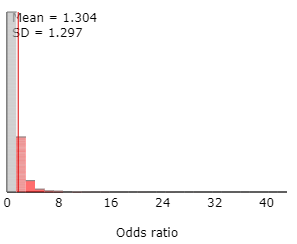 Mean = 1.304
SD = 1.297
0 8 16 24 32 40
Odds ratio